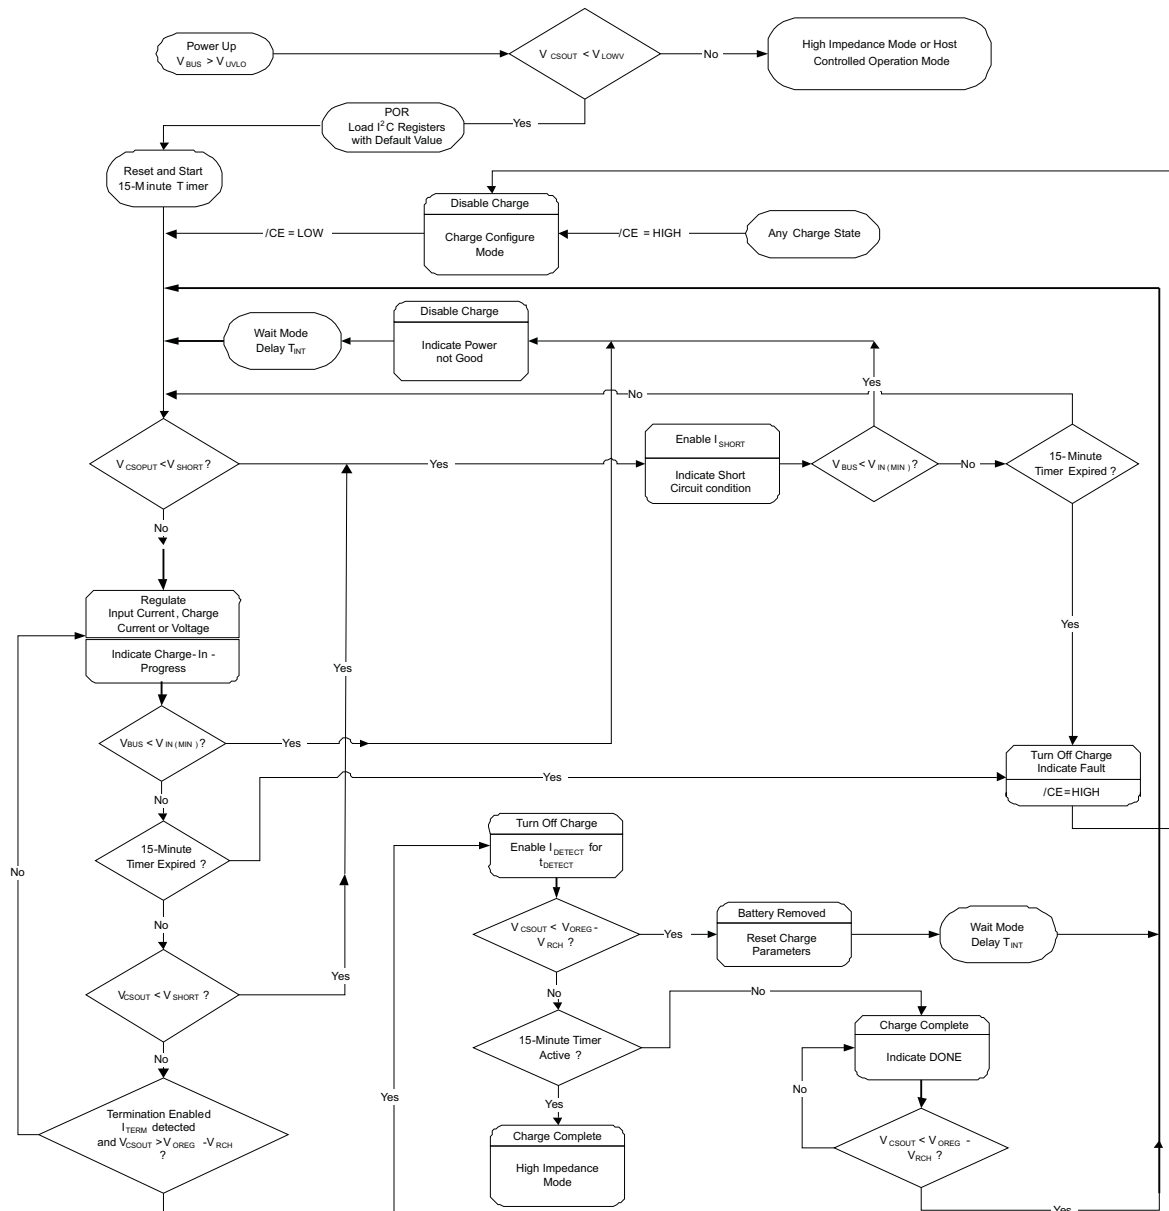 Power Up
V BUS > V UVLO
V CSOUT < V LOWV
No
High Impedance Mode or Host
Controlled Operation Mode
Yes
POR
Load I2C Registers
with Default Value
Reset and Start
15-Minute Timer
Disable Charge
Charge Configure
Mode
/CE = LOW
/CE = HIGH
Any Charge State
Wait Mode
Delay TINT
Disable Charge
Indicate Power
not Good
Yes
No
V CSOPUT < V SHORT ?
Yes
Enable I SHORT
Indicate Short
Circuit condition
V BUS < V IN (MIN) ?
No
15-Minute
Timer Expired ?
No
Regulate
Input Current, Charge
Current or Voltage
Indicate Charge-In-
Progress
Yes
Yes
VBUS < V IN (MIN) ?
Yes
Yes
Turn Off Charge
Indicate Fault
/CE=HIGH
No
15-Minute
Timer Expired ?
No
No
Turn Off Charge
Enable IDETECT for
tDETECT
VCSOUT < VOREG -
VRCH ?
Yes
Battery Removed
Reset Charge
Parameters
Wait Mode
Delay TINT
VCSOUT < V SHORT ?
Yes
No
No
15-Minute Timer
Active ?
Charge Complete
Indicate DONE
No
No
Yes
Yes
Termination Enabled
ITERM detected
and VCSOUT > VOREG - VRCH
?
Charge Complete
High Impedance
Mode
V CSOUT < V OREG -
VRCH ?
Yes